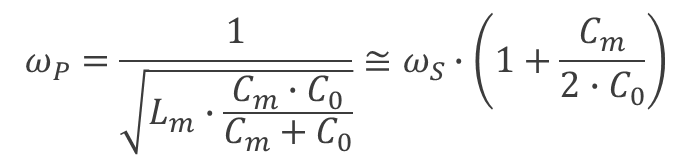 ω_P = 1 / √(L_m · (C_m · C_0) / (C_m + C_0)) ≅ ω_S · (1 + C_m / (2 · C_0))